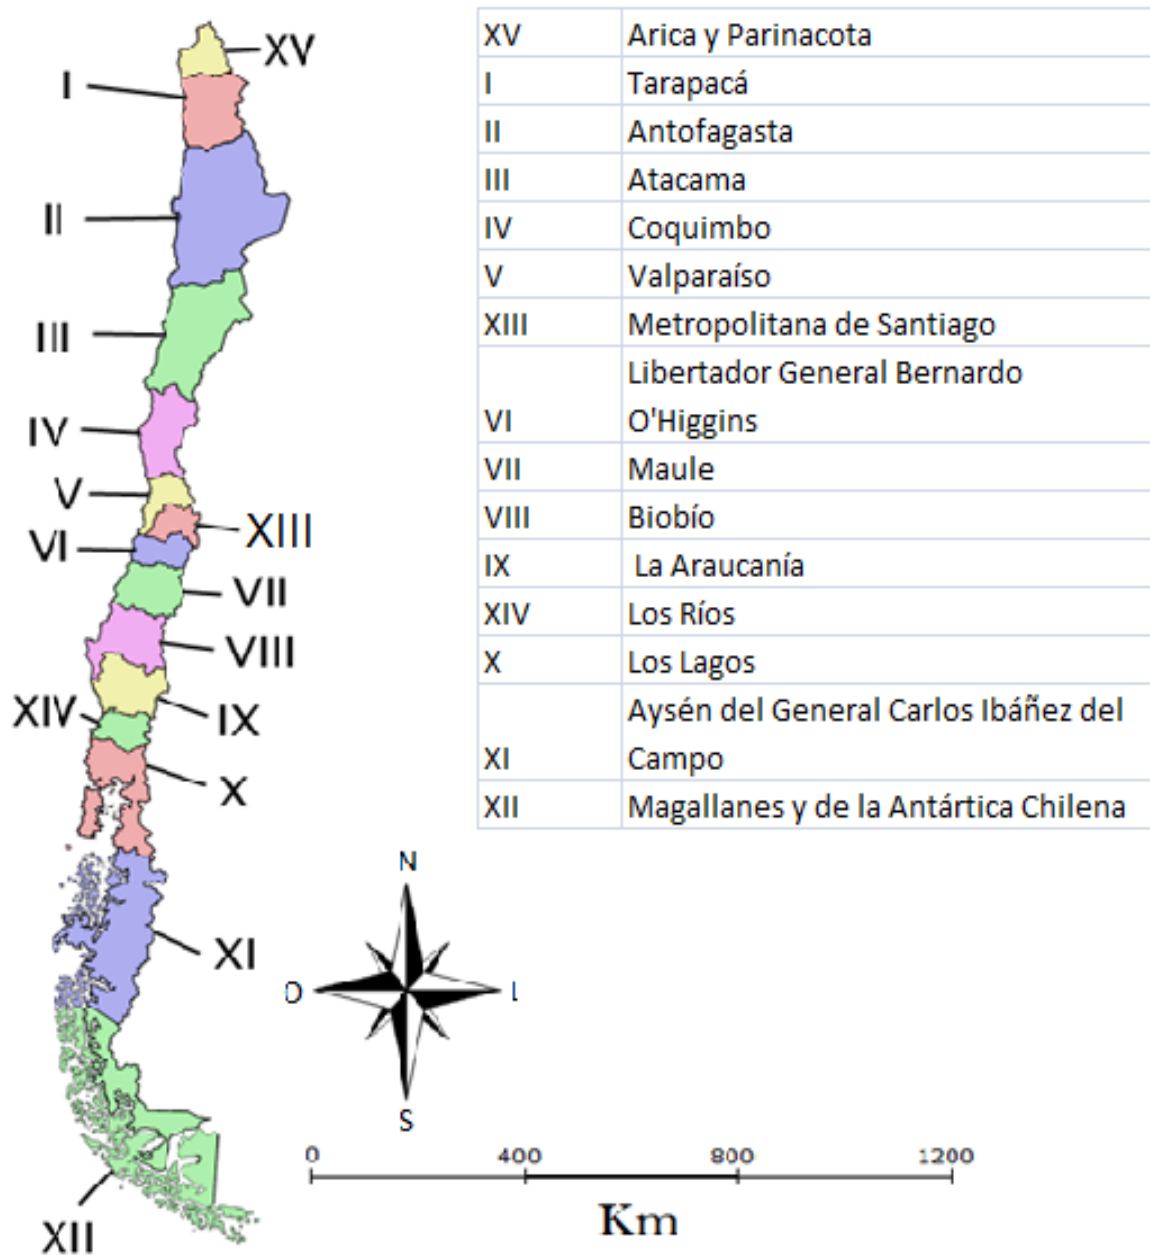 XV
I
II
III
IV
V
XIII
VI
VII
VIII
XIV
IX
X
XI
XII
XV Arica y Parinacota
I Tarapacá
II Antofagasta
III Atacama
IV Coquimbo
V Valparaíso
XIII Metropolitana de Santiago
Libertador General Bernardo
VI O'Higgins
VII Maule
VIII Biobío
IX La Araucanía
XIV Los Ríos
X Los Lagos
Aysén del General Carlos Ibáñez del
XI Campo
XII Magallanes y de la Antártica Chilena
N
O L
S
0 400 800 1200
Km